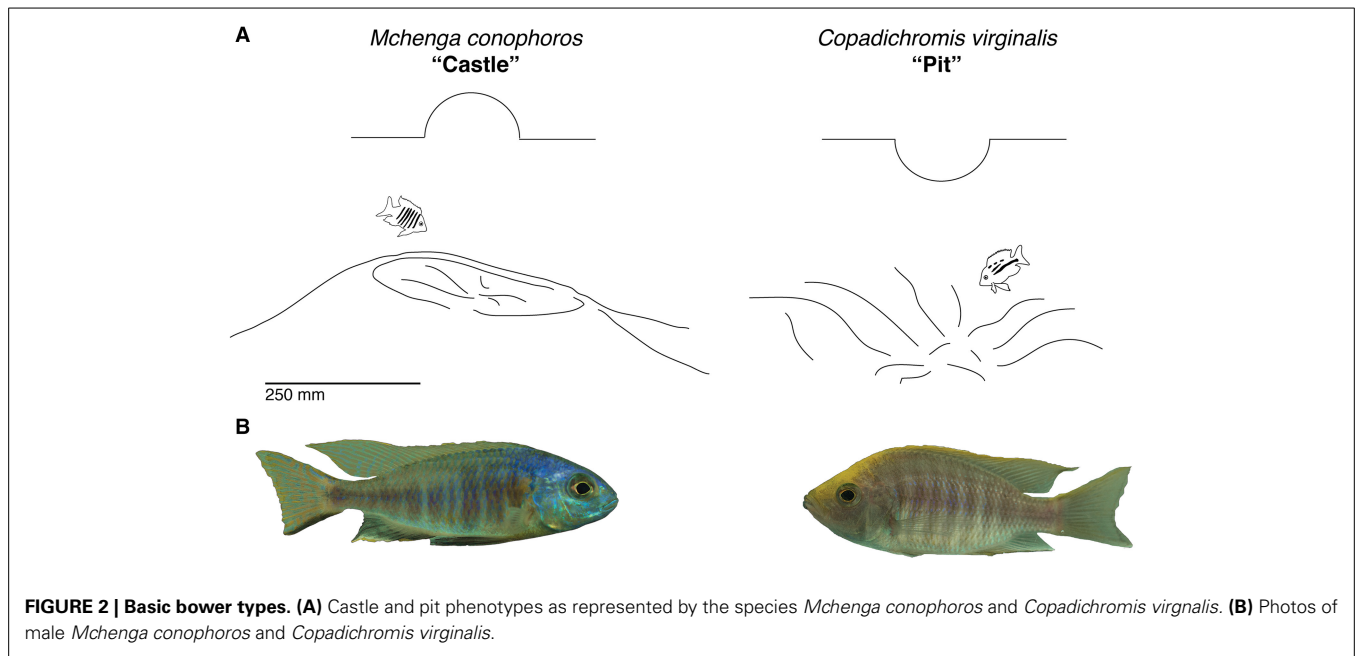 A
Mchenga conophoros
"Castle"
Copadichromis virginalis
"Pit"
250 mm
B
FIGURE 2 | Basic bower types. (A) Castle and pit phenotypes as represented by the species Mchenga conophoros and Copadichromis virgnalis. (B) Photos of
male Mchenga conophoros and Copadichromis virginalis.